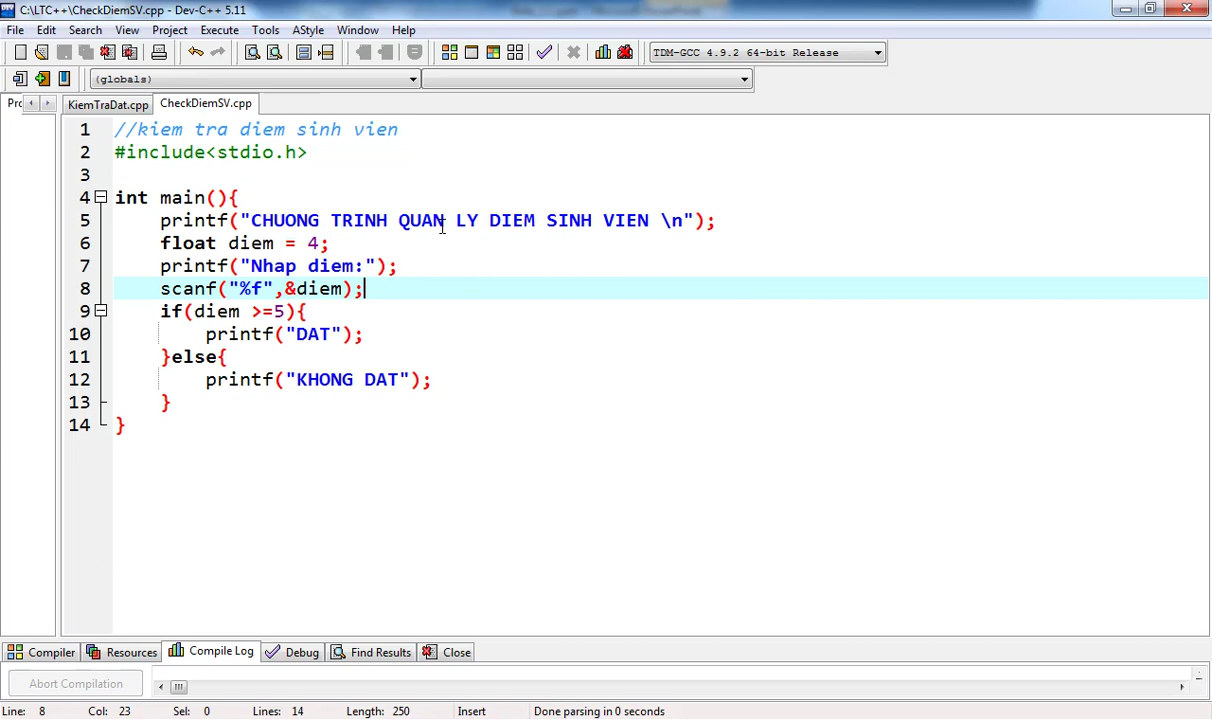 C:\LTC++\CheckDiemSV.cpp - Dev-C++ 5.11
File Edit Search View Project Execute Tools AStyle Window Help
TDM-GCC 4.9.2 64-bit Release
(globals)
KiemTraDat.cpp CheckDiemSV.cpp
1 //kiem tra diem sinh vien
2 #include<stdio.h>
3
4 int main(){
5 printf("CHUONG TRINH QUAN LY DIEM SINH VIEN \n");
6 float diem = 4;
7 printf("Nhap diem:");
8 scanf("%f",&diem);
9 if(diem >=5){
10 printf("DAT");
11 }else{
12 printf("KHONG DAT");
13 }
14 }
Compiler Resources Compile Log Debug Find Results Close
Abort Compilation
Line: 8 Col: 23 Sel: 0 Lines: 14 Length: 250 Insert Done parsing in 0 seconds